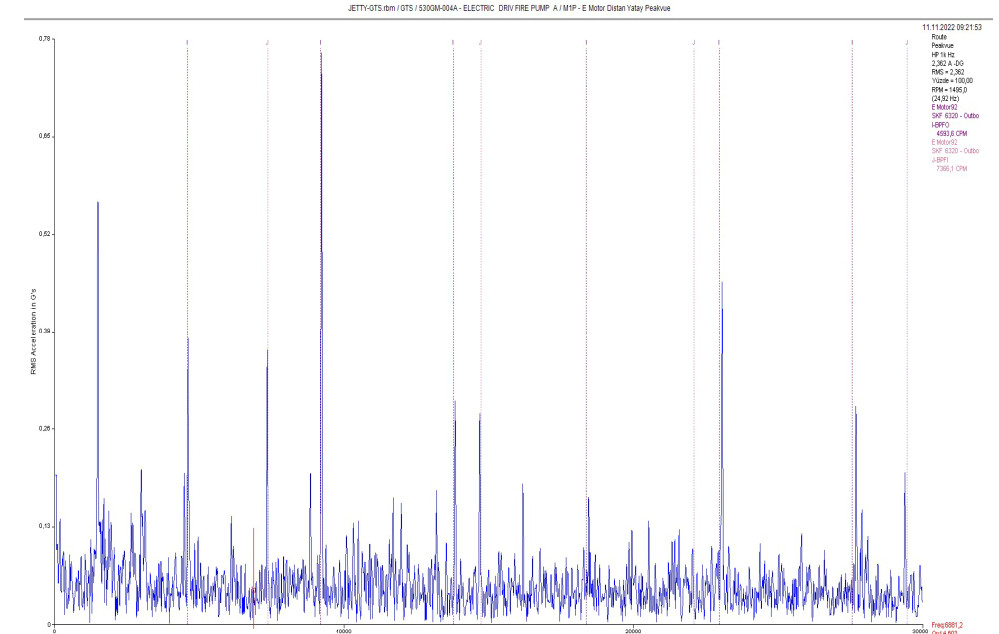 JETTY-GTS.rbm / GTS / 530GM-004A - ELECTRIC DRIV FIRE PUMP A / M1P - E Motor Distan Yatay Peakvue
11.11.2022 09:21:53
Route
Peakvue
HP 1k Hz
2,362 A -DG
RMS = 2,362
Yüzde = 100,00
RPM = 1495,0
(24,92 Hz)
E Motor92
SKF 6320 - Outbo
I-BPFO
4593,6 CPM
E Motor92
SKF 6320 - Outbo
J-BPFI
7366,1 CPM
0,78
0,65
0,52
0,39
0,26
0,13
0
RMS Acceleration in G's
I J I I J I J I I J
0 10000 20000 30000
Freq:6881,2